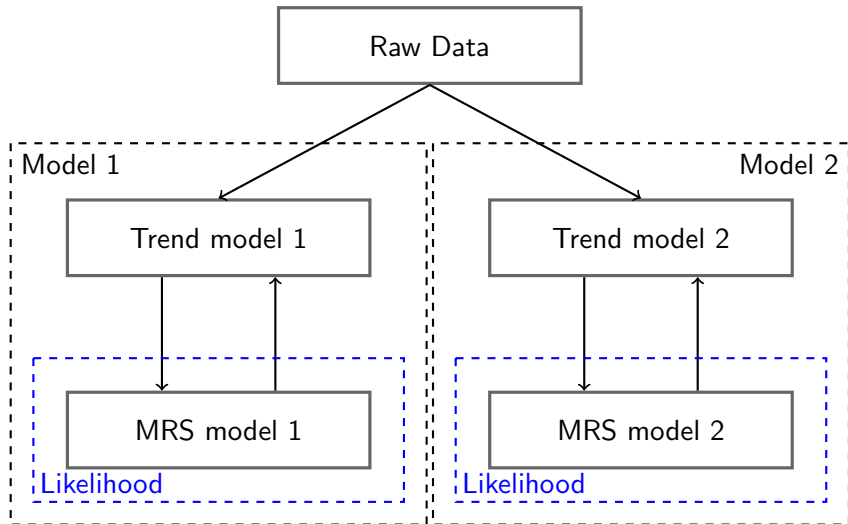 Raw Data
Model 1
Model 2
Trend model 1
Trend model 2
MRS model 1
MRS model 2
Likelihood
Likelihood